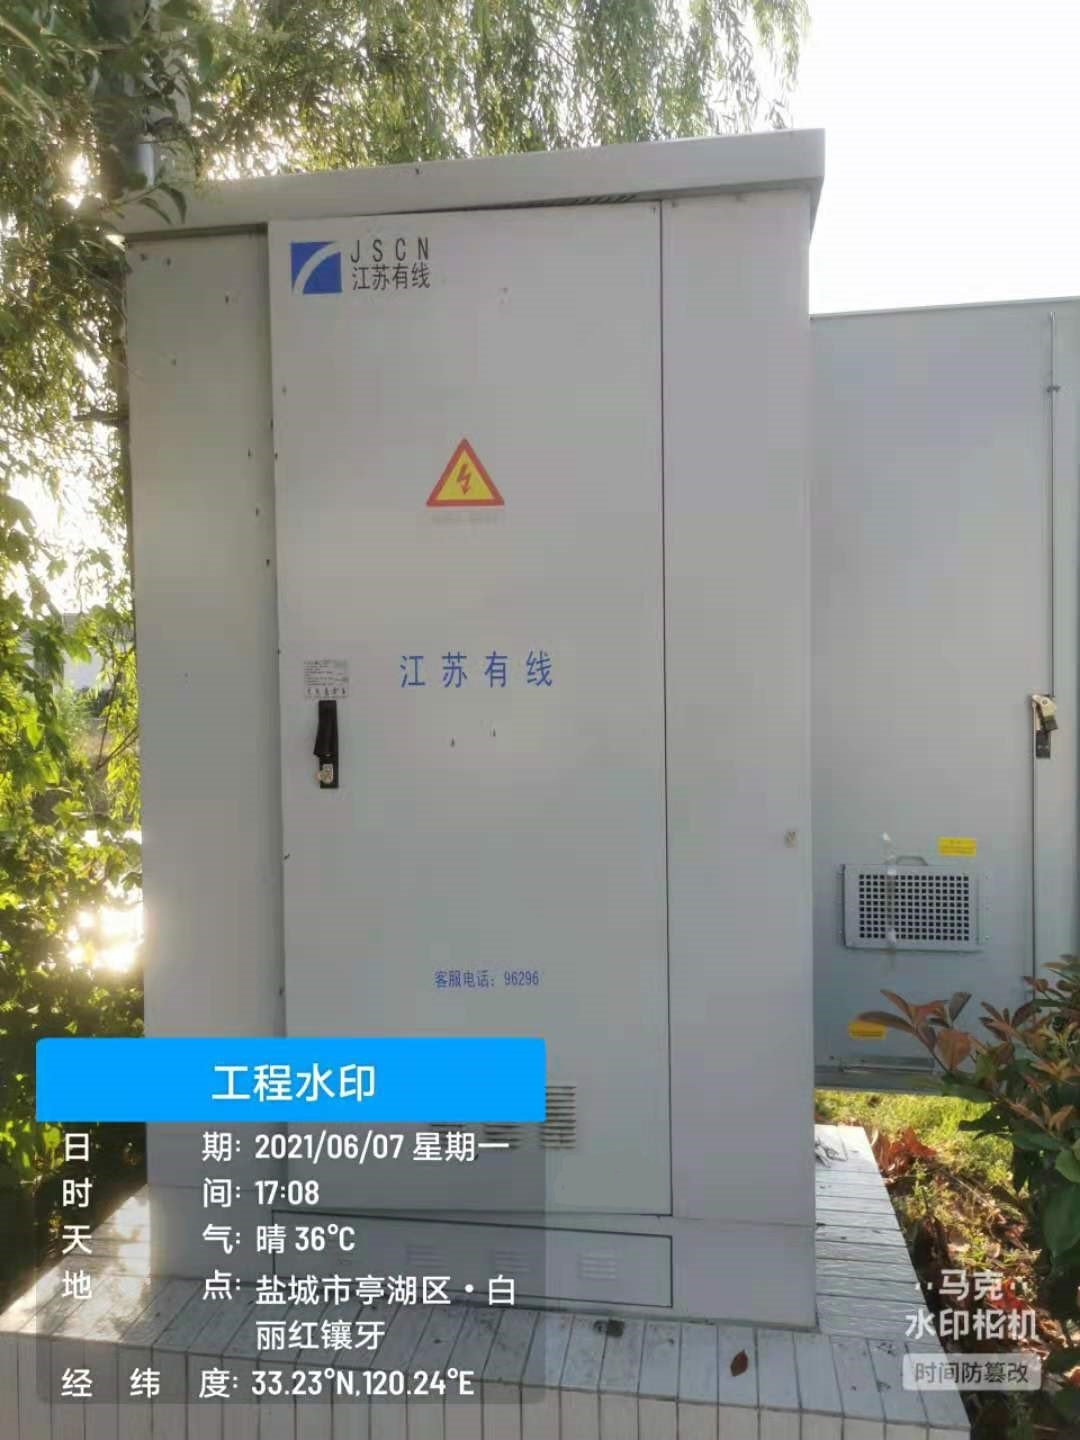 JSCN
江苏有线
江苏有线
客服电话：96296
工程水印
日期: 2021/06/07 星期一
时间: 17:08
天气: 晴 36℃
地点: 盐城市亭湖区·白
丽红镶牙
经纬度: 33.23°N,120.24°E
马克
水印相机
时间防篡改